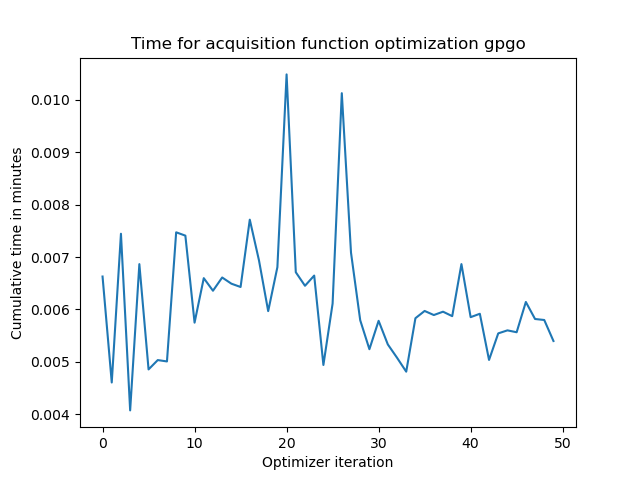 Time for acquisition function optimization gpgo
0.010
0.009
0.008
0.007
0.006
0.005
0.004
Cumulative time in minutes
0 10 20 30 40 50
Optimizer iteration